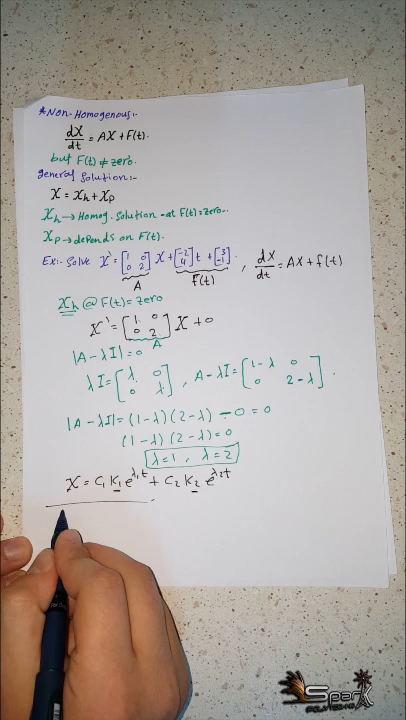 *Non-Homogenous:-
dX/dt = AX + F(t).
but F(t) ≠ zero.
general solution:-
X = Xh + Xp
Xh → Homog. Solution - at F(t) = zero..
Xp → depends on F(t).
Ex:- Solve X' = [1 0; 0 2] X + [-2; 4] t + [3; -1] , dX/dt = AX + f(t)
A F(t)
Xh @ F(t) = zero
X' = [1 0; 0 2] X + 0
A
|A - λI| = 0
λI = [λ 0; 0 λ] , A - λI = [1-λ 0; 0 2-λ] .
|A - λI| = (1-λ) (2-λ) - 0 = 0
(1-λ) (2-λ) = 0
λ = 1 , λ = 2
X = C₁ K₁ e^λ₁t + C₂ K₂ e^λ₂t
Spark